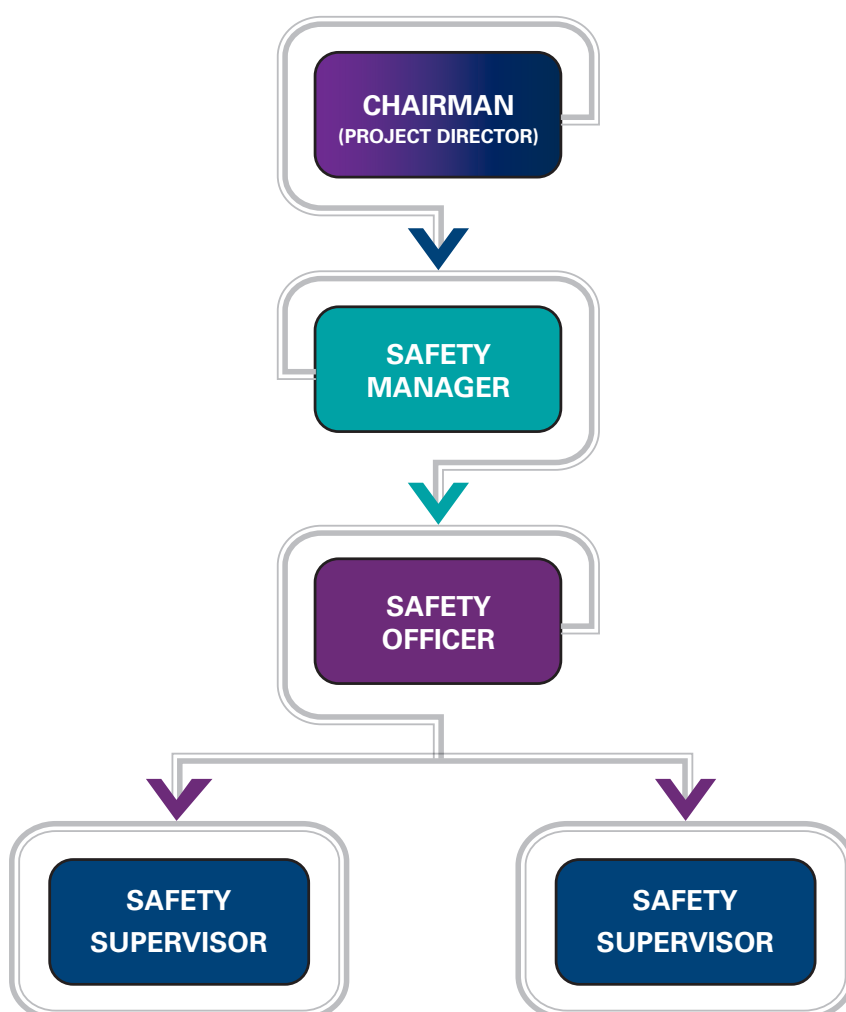 CHAIRMAN
(PROJECT DIRECTOR)
SAFETY
MANAGER
SAFETY
OFFICER
SAFETY
SUPERVISOR
SAFETY
SUPERVISOR